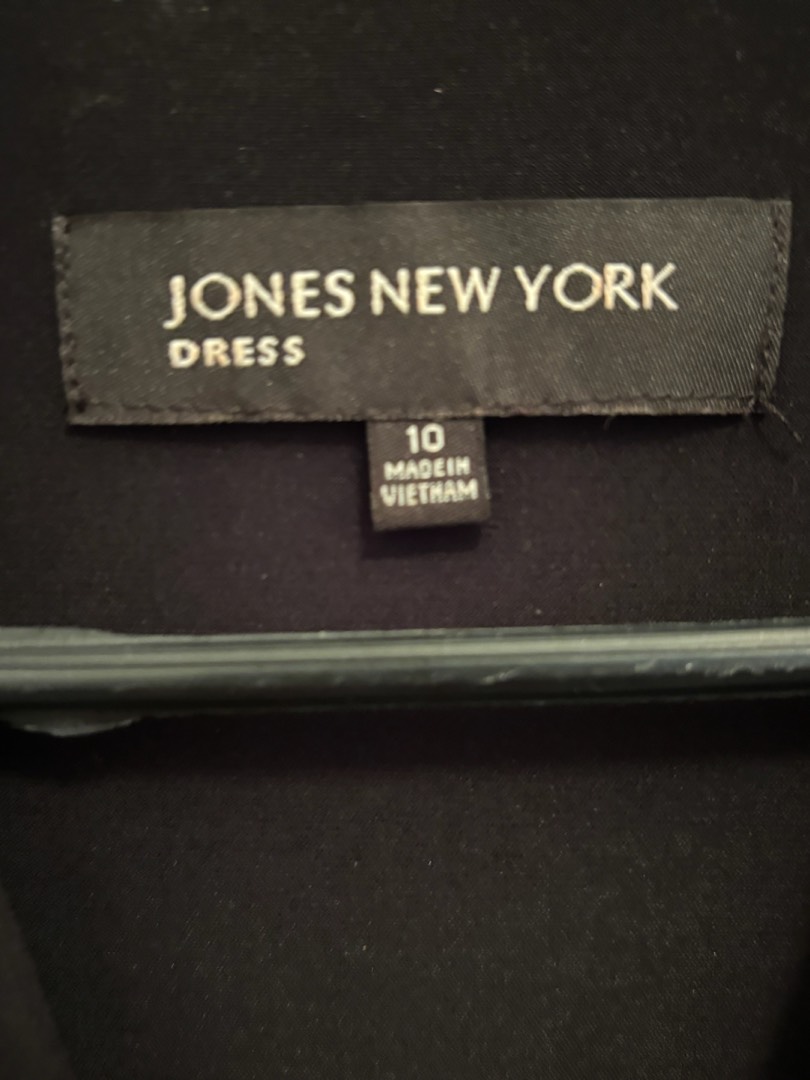 JONES NEW YORK
DRESS
10
MADE IN
VIETNAM